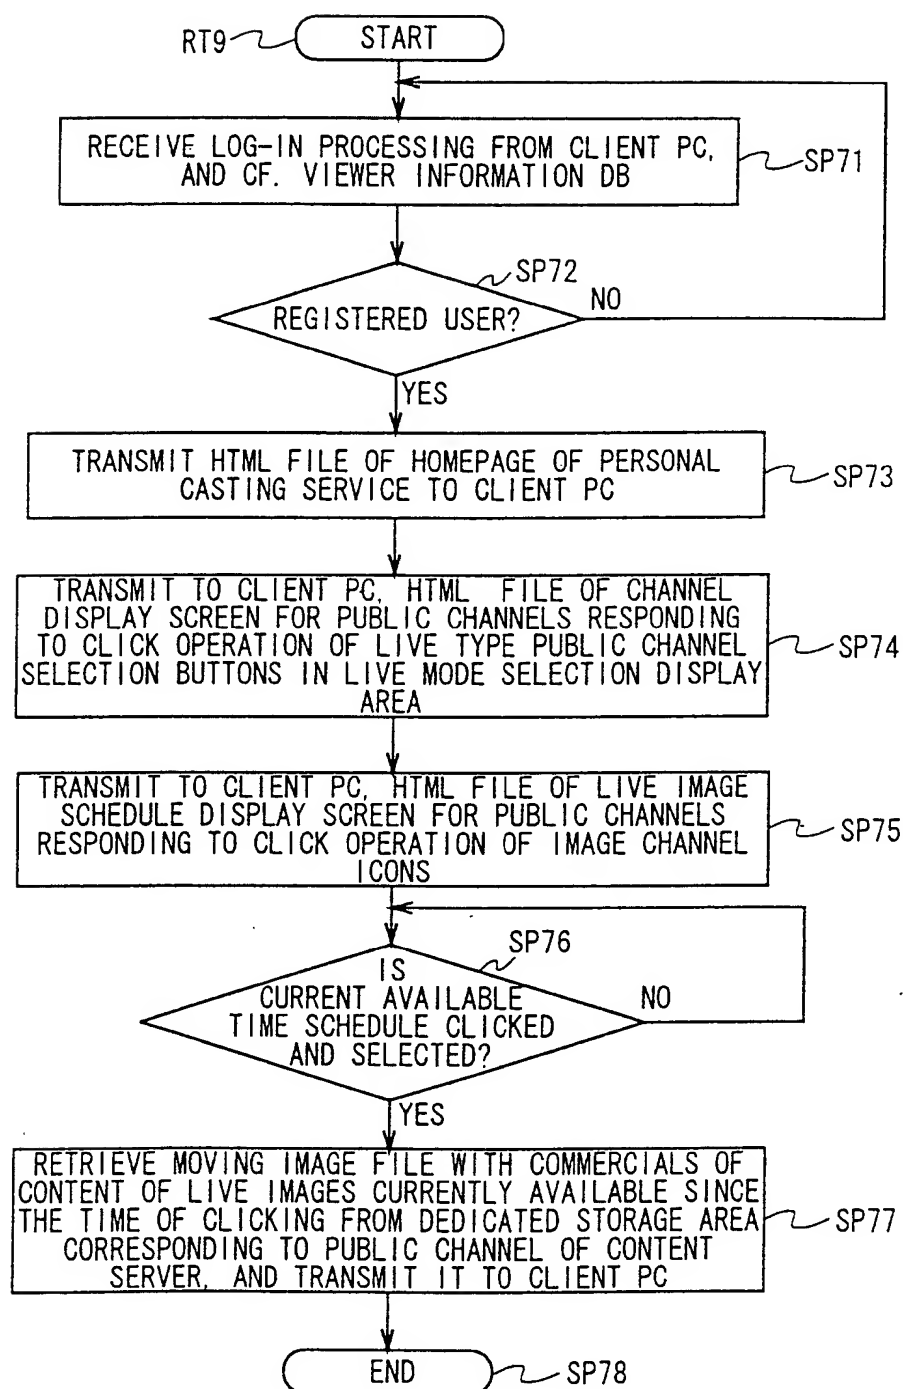 RT9
START
RECEIVE LOG-IN PROCESSING FROM CLIENT PC,
AND CF. VIEWER INFORMATION DB
SP71
SP72
REGISTERED USER?
NO
YES
TRANSMIT HTML FILE OF HOMEPAGE OF PERSONAL
CASTING SERVICE TO CLIENT PC
SP73
TRANSMIT TO CLIENT PC, HTML FILE OF CHANNEL
DISPLAY SCREEN FOR PUBLIC CHANNELS RESPONDING
TO CLICK OPERATION OF LIVE TYPE PUBLIC CHANNEL
SELECTION BUTTONS IN LIVE MODE SELECTION DISPLAY
AREA
SP74
TRANSMIT TO CLIENT PC, HTML FILE OF LIVE IMAGE
SCHEDULE DISPLAY SCREEN FOR PUBLIC CHANNELS
RESPONDING TO CLICK OPERATION OF IMAGE CHANNEL
ICONS
SP75
SP76
IS
CURRENT AVAILABLE
TIME SCHEDULE CLICKED
AND SELECTED?
NO
YES
RETRIEVE MOVING IMAGE FILE WITH COMMERCIALS OF
CONTENT OF LIVE IMAGES CURRENTLY AVAILABLE SINCE
THE TIME OF CLICKING FROM DEDICATED STORAGE AREA
CORRESPONDING TO PUBLIC CHANNEL OF CONTENT
SERVER, AND TRANSMIT IT TO CLIENT PC
SP77
END
SP78